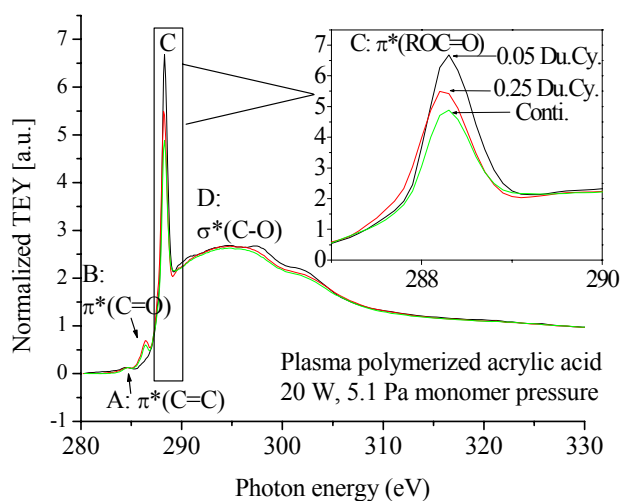 C
C: π*(ROC=O)
0.05 Du.Cy.
0.25 Du.Cy.
Conti.
7
6
5
4
3
2
1
0
288
290
D:
σ*(C-O)
B:
π*(C=O)
A: π*(C=C)
Plasma polymerized acrylic acid
20 W, 5.1 Pa monomer pressure
7
6
5
4
3
2
1
0
-1
280
290
300
310
320
330
Normalized TEY [a.u.]
Photon energy (eV)